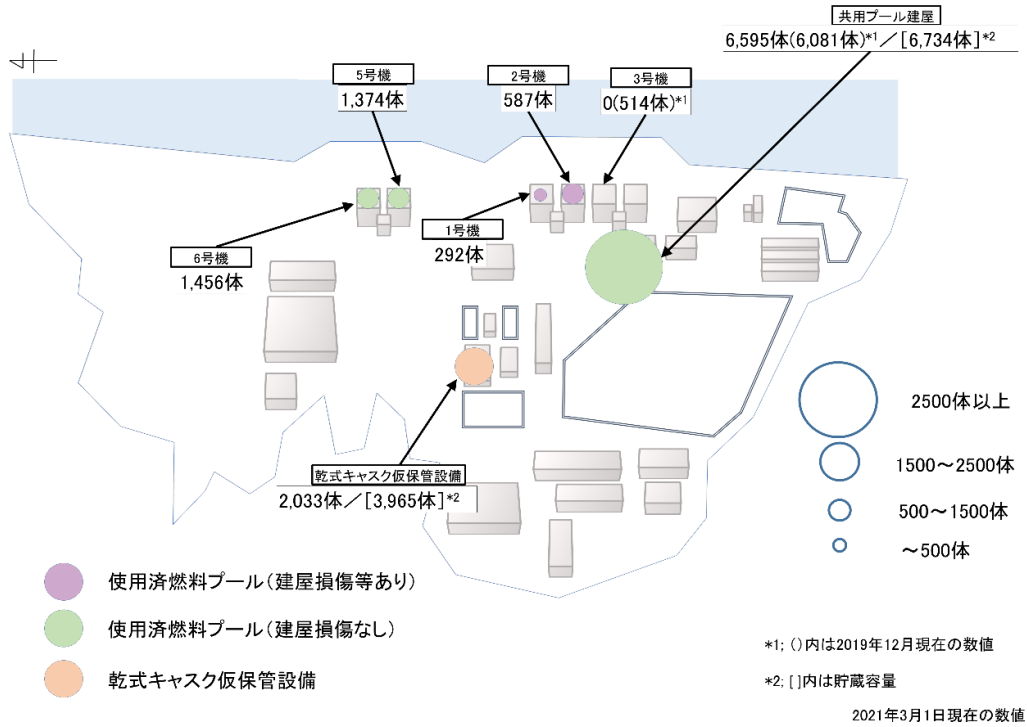 共用プール建屋
6,595体(6,081体)*1／[6,734体]*2
5号機
1,374体
2号機
587体
3号機
0(514体)*1
1号機
292体
6号機
1,456体
乾式キャスク仮保管設備
2,033体／[3,965体]*2
2500体以上
1500～2500体
500～1500体
～500体
使用済燃料プール(建屋損傷等あり)
使用済燃料プール(建屋損傷なし)
乾式キャスク仮保管設備
*1; ()内は2019年12月現在の数値
*2; [ ]内は貯蔵容量
2021年3月1日現在の数値